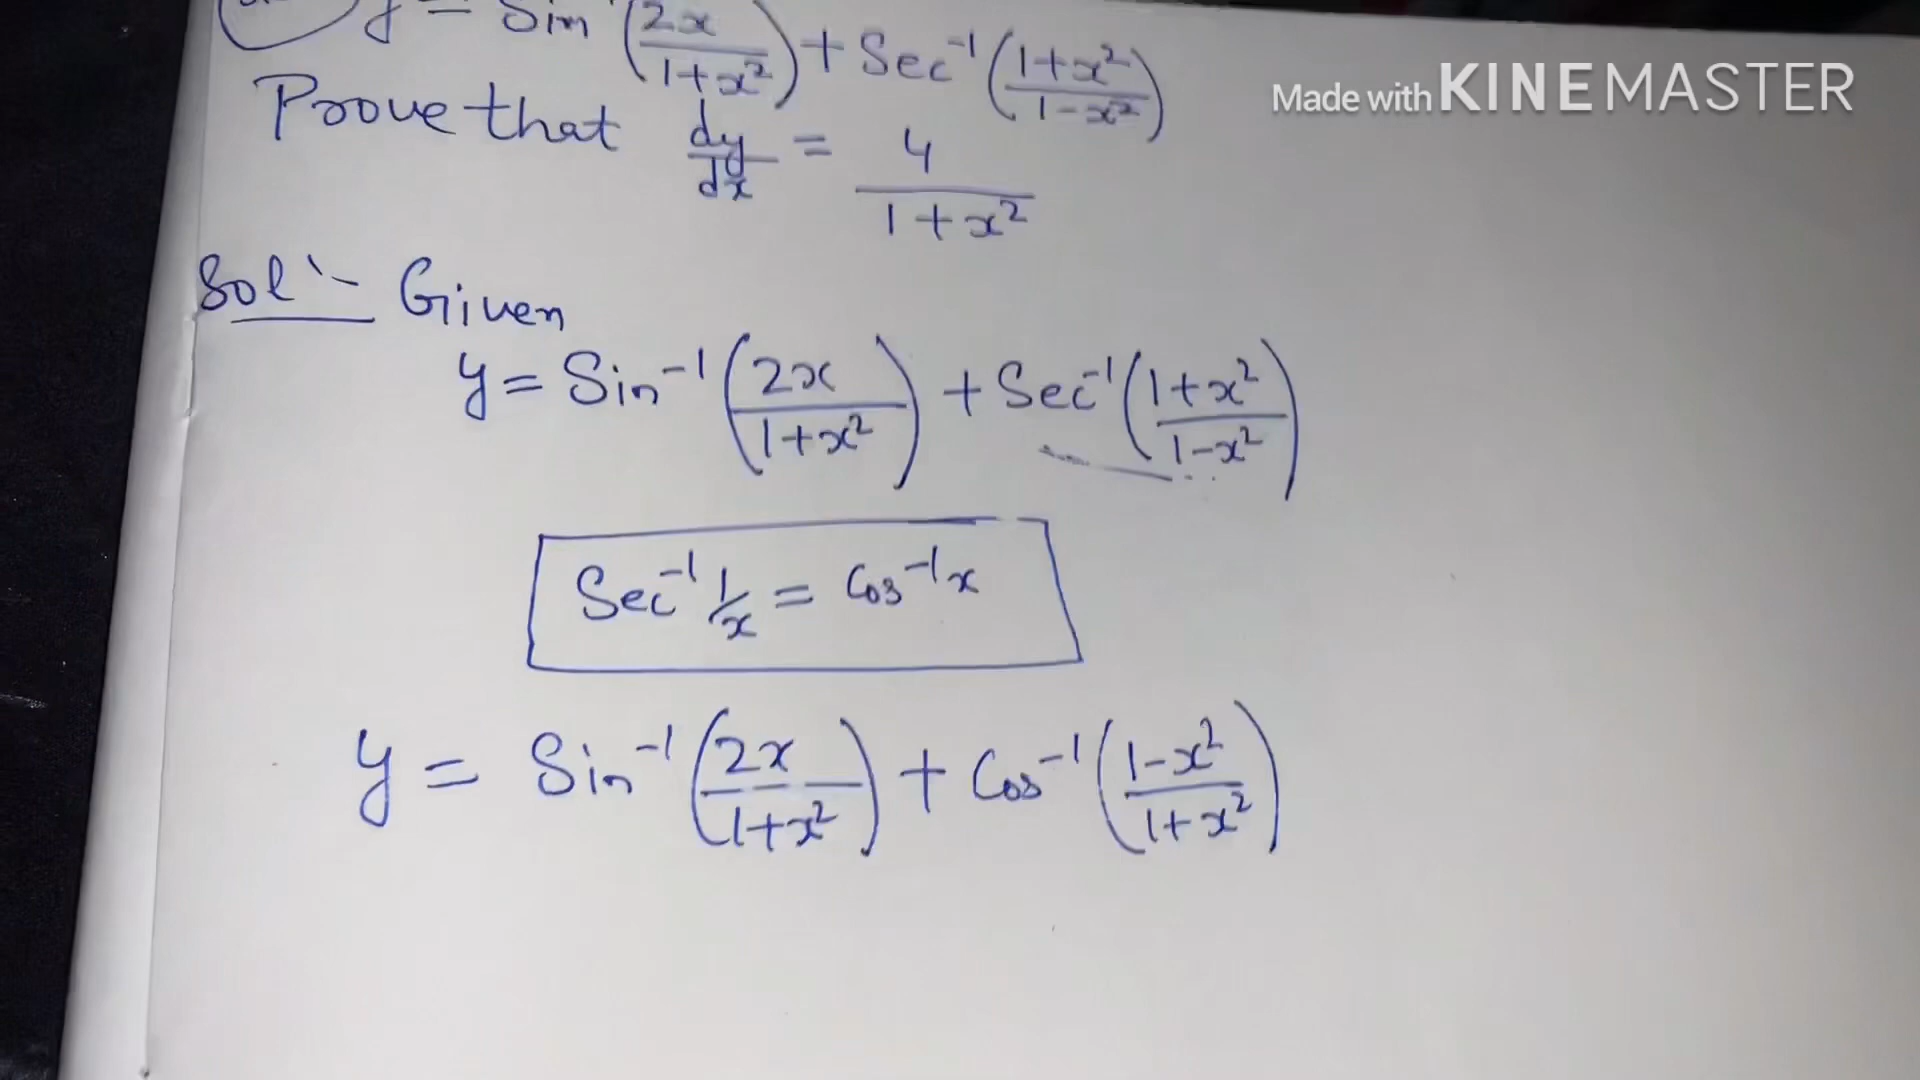 y = Sin⁻¹(2x/1+x²) + Sec⁻¹(1+x²/1-x²)
Made with KINEMASTER
Prove that dy/dx = 4/1+x²
Sol:- Given
y = Sin⁻¹(2x/1+x²) + Sec⁻¹(1+x²/1-x²)
Sec⁻¹ 1/x = Cos⁻¹x
y = Sin⁻¹(2x/1+x²) + Cos⁻¹(1-x²/1+x²)